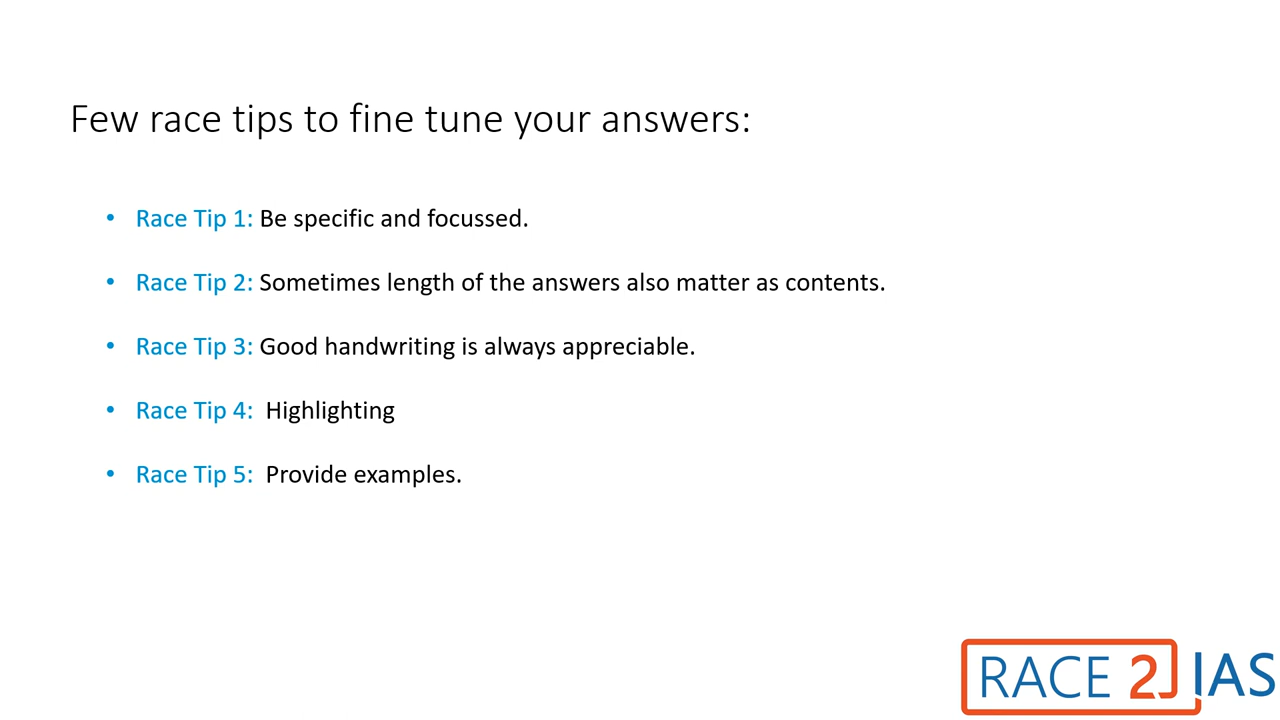 Few race tips to fine tune your answers:
• Race Tip 1: Be specific and focussed.
• Race Tip 2: Sometimes length of the answers also matter as contents.
• Race Tip 3: Good handwriting is always appreciable.
• Race Tip 4:  Highlighting
• Race Tip 5:  Provide examples.
RACE 2 IAS